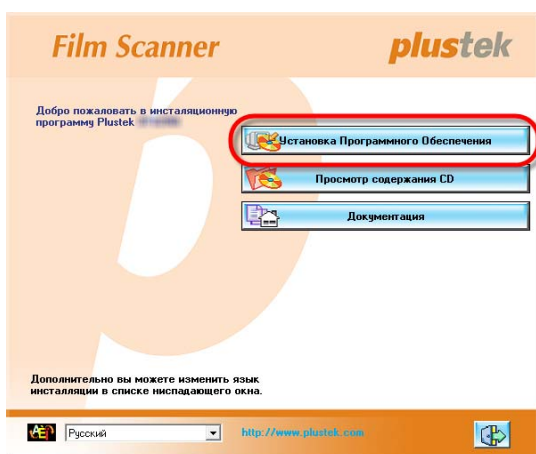 Film Scanner
plustek
Добро пожаловать в инсталяционную
программу Plustek
Установка Программного Обеспечения
Просмотр содержания CD
Документация
Дополнительно вы можете изменить язык
инсталляции в списке ниспадающего окна.
Русский
http://www.plustek.com